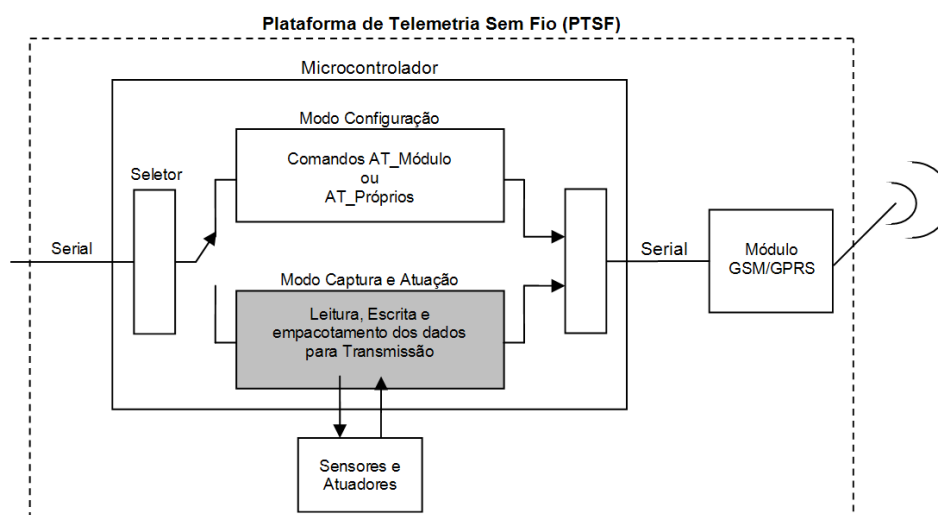 Plataforma de Telemetria Sem Fio (PTSF)
Microcontrolador
Modo Configuração
Comandos AT_Módulo
ou
AT_Próprios
Seletor
Serial
Serial
Módulo
GSM/GPRS
Modo Captura e Atuação
Leitura, Escrita e
empacotamento dos dados
para Transmissão
Sensores e
Atuadores